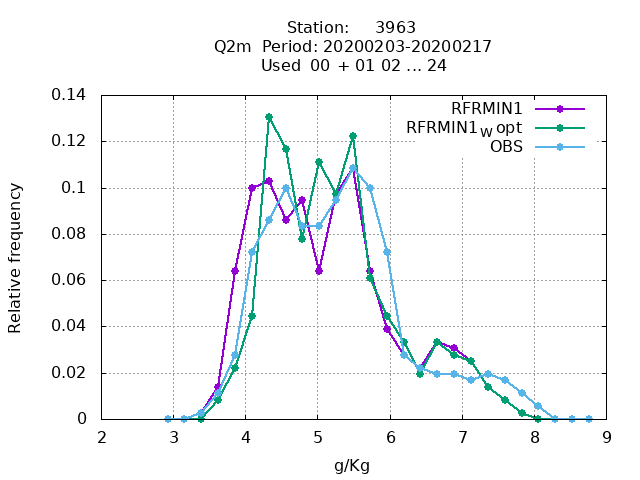 Station: 3963
Q2m Period: 20200203-20200217
Used 00 + 01 02 ... 24
RFRMIN1
RFRMIN1w opt
OBS
Relative frequency
0.14
0.12
0.1
0.08
0.06
0.04
0.02
0
2 3 4 5 6 7 8 9
g/Kg